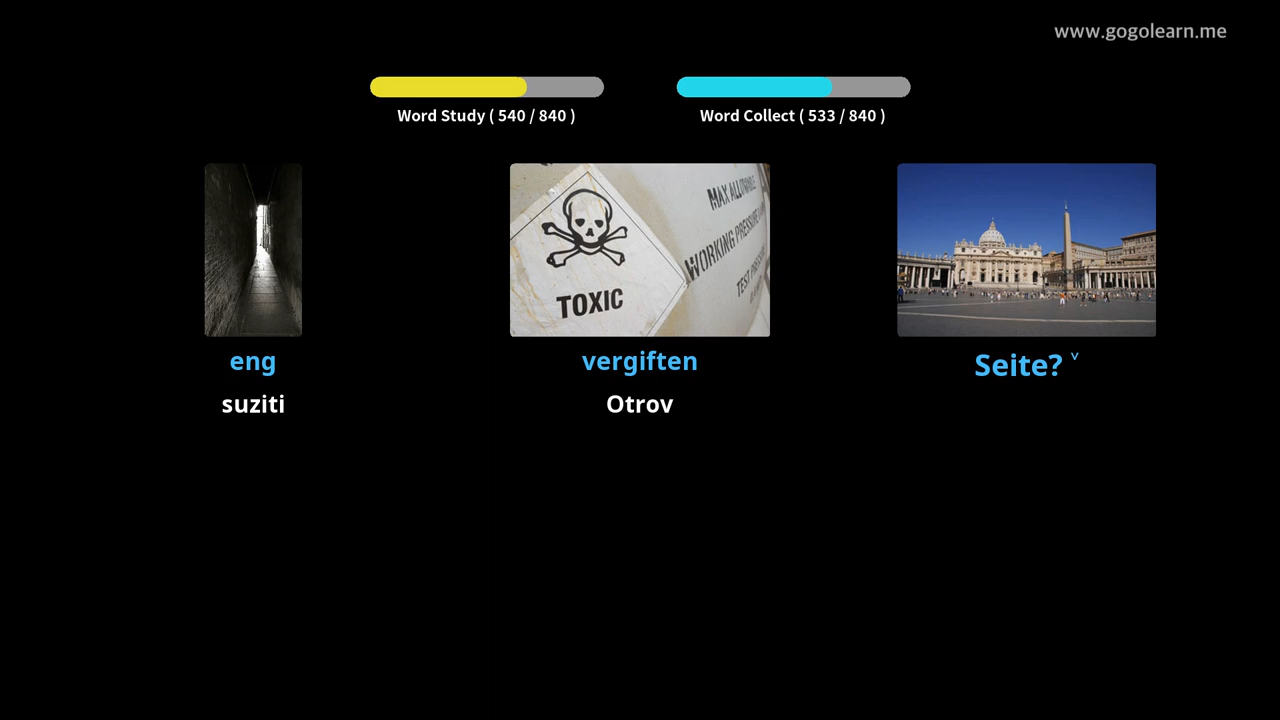 www.gogolearn.me
Word Study ( 540 / 840 )
Word Collect ( 533 / 840 )
TOXIC
MAX ALLOWABLE
WORKING PRESSURE
TEST PRESSURE
eng
vergiften
Seite? v
suziti
Otrov